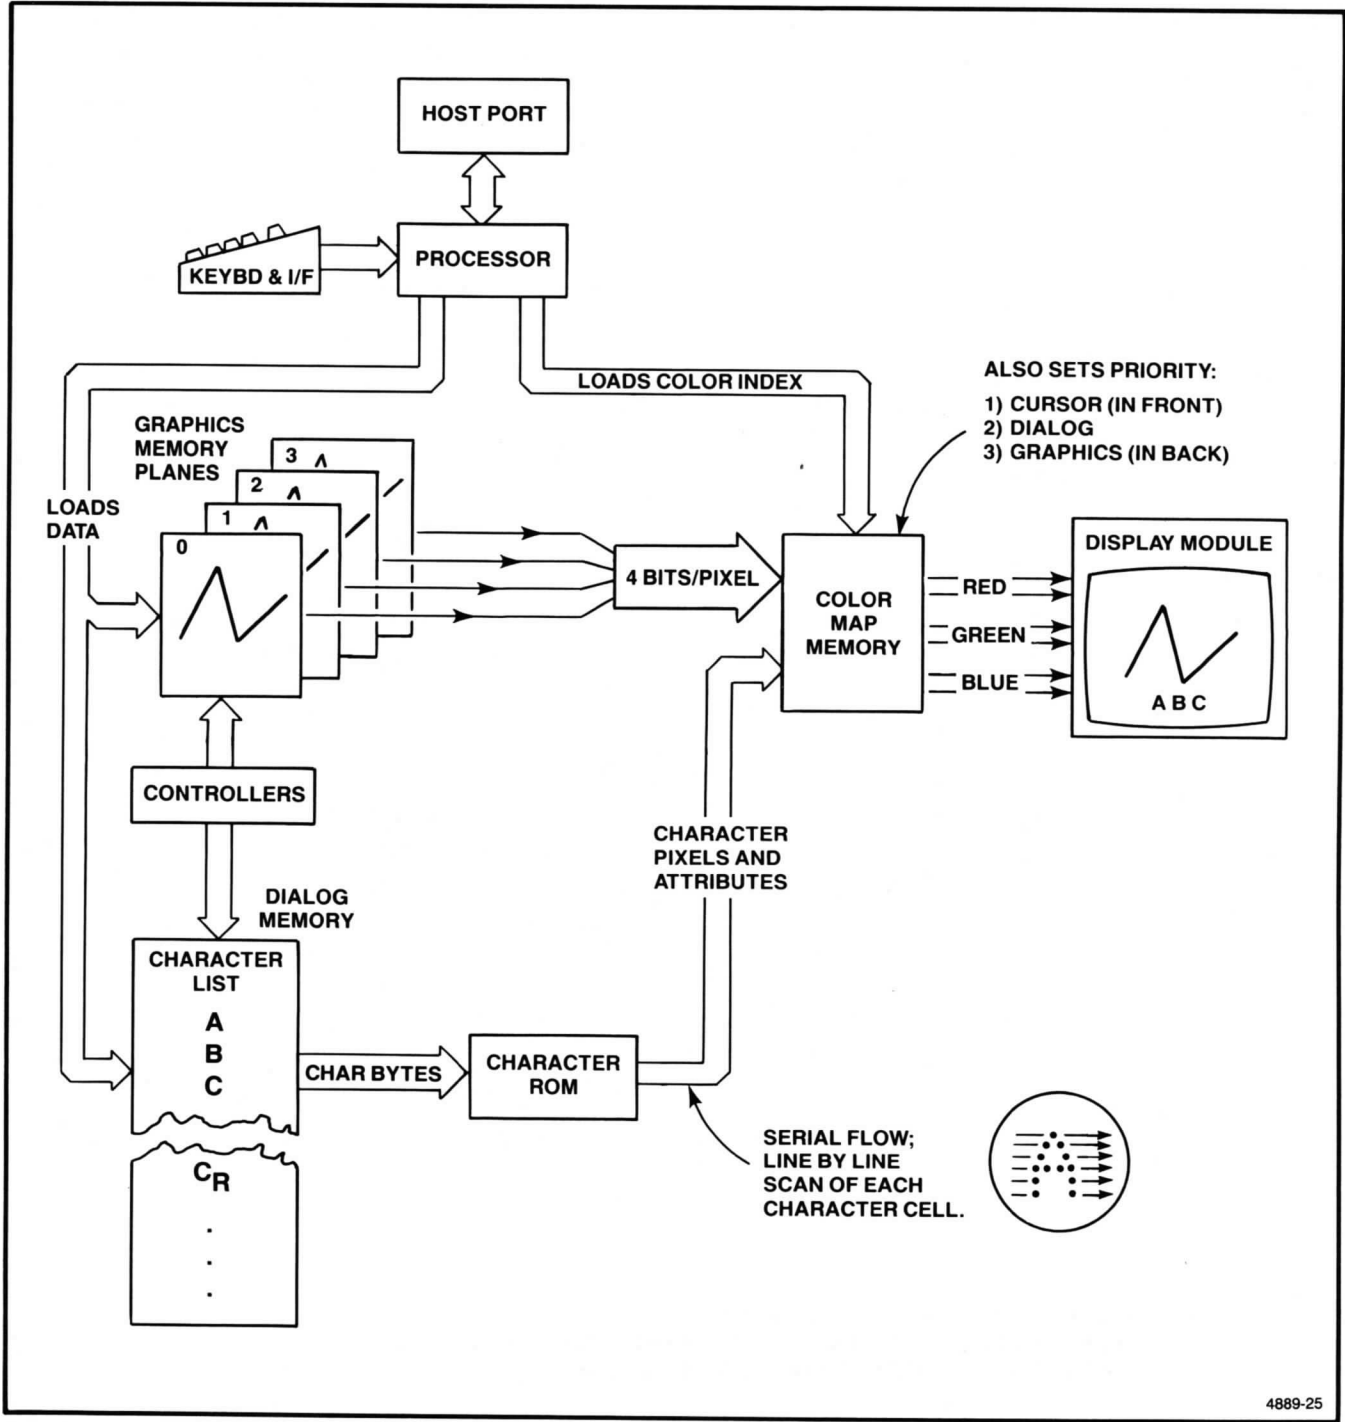 HOST PORT
KEYBD & I/F
PROCESSOR
LOADS COLOR INDEX
ALSO SETS PRIORITY:
1) CURSOR (IN FRONT)
2) DIALOG
3) GRAPHICS (IN BACK)
GRAPHICS
MEMORY
PLANES
LOADS
DATA
3
2
1
0
4 BITS/PIXEL
COLOR
MAP
MEMORY
RED
GREEN
BLUE
DISPLAY MODULE
A B C
CONTROLLERS
CHARACTER
PIXELS AND
ATTRIBUTES
DIALOG
MEMORY
CHARACTER
LIST
A
B
C
CR
CHAR BYTES
CHARACTER
ROM
SERIAL FLOW;
LINE BY LINE
SCAN OF EACH
CHARACTER CELL.
4889-25